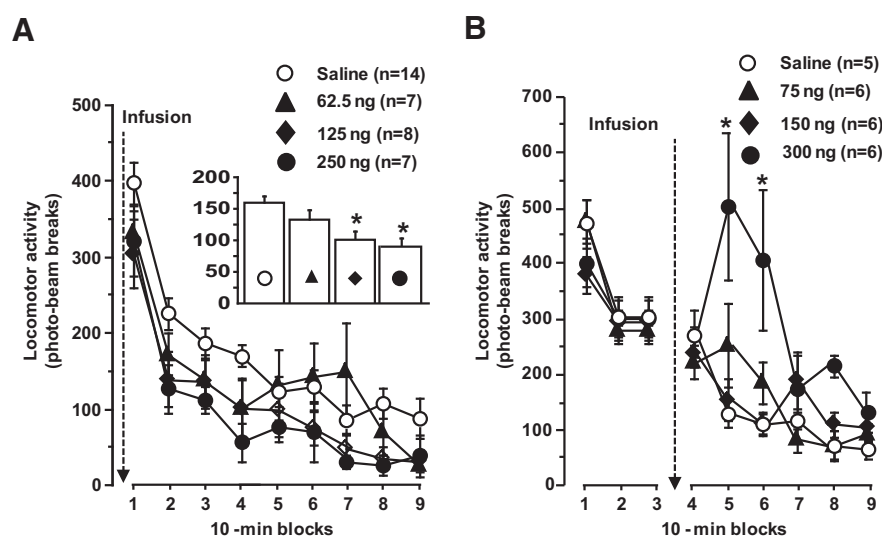 A
Saline (n=14)
62.5 ng (n=7)
125 ng (n=8)
250 ng (n=7)
Infusion
500
400
300
200
100
0
Locomotor activity
(photo-beam breaks)
200
150
100
50
0
*
*
1 2 3 4 5 6 7 8 9
10 -min blocks
B
Saline (n=5)
75 ng (n=6)
150 ng (n=6)
300 ng (n=6)
Infusion
*
*
700
600
500
400
300
200
100
0
Locomotor activity
(photo-beam breaks)
1 2 3 4 5 6 7 8 9
10 -min blocks